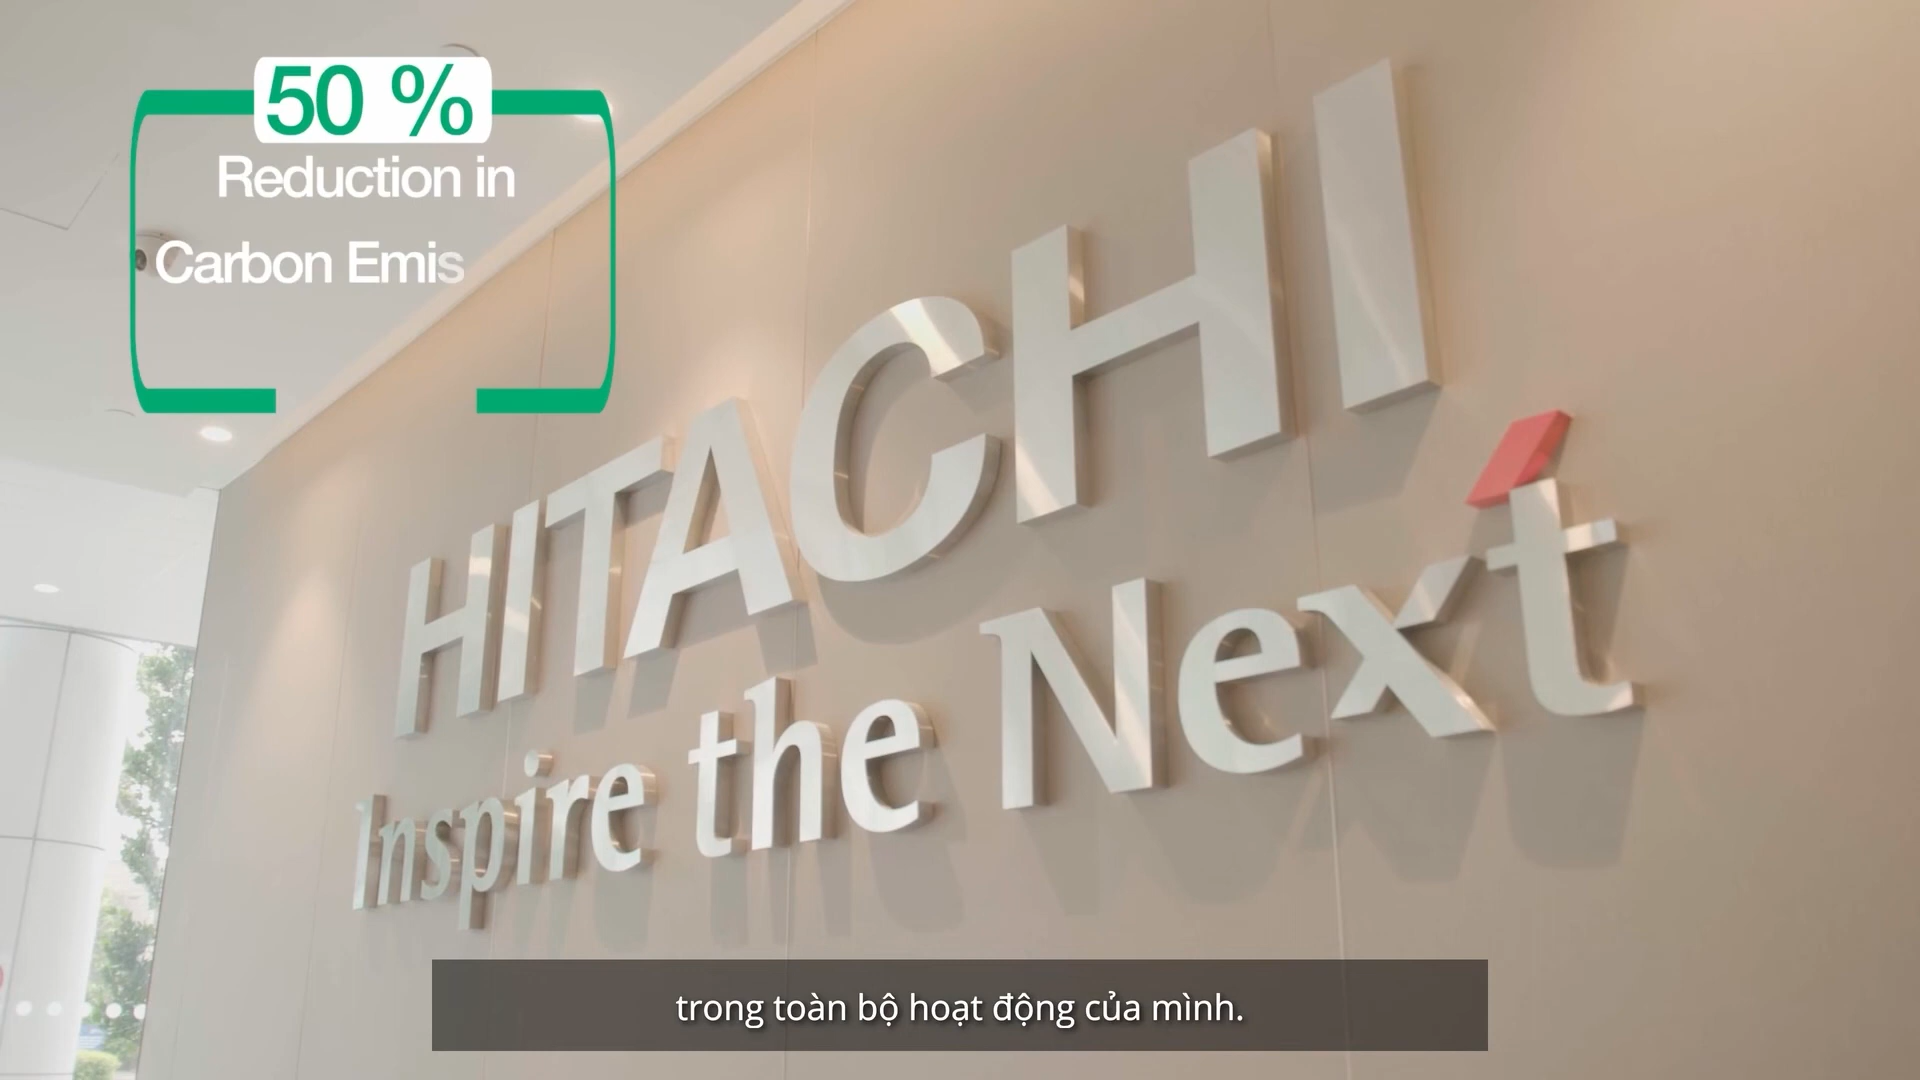 50 %
Reduction in
Carbon Emis
HITACHI
Inspire the Next
trong toàn bộ hoạt động của mình.